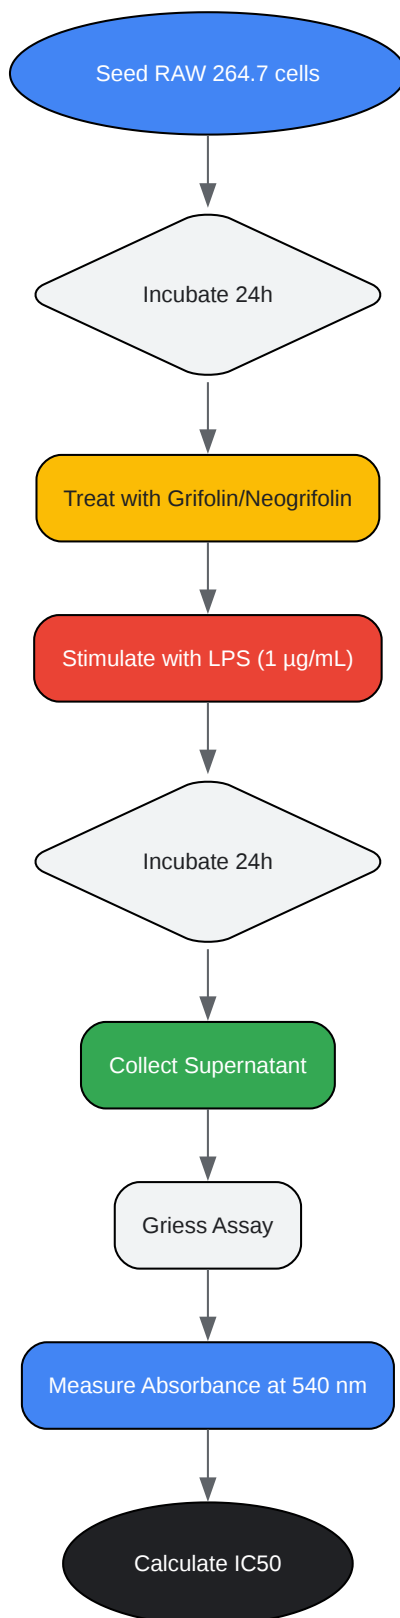 Seed RAW 264.7 cells
Incubate 24h
Treat with Grifolin/Neogrifolin
Stimulate with LPS (1 µg/mL)
Incubate 24h
Collect Supernatant
Griess Assay
Measure Absorbance at 540 nm
Calculate IC50